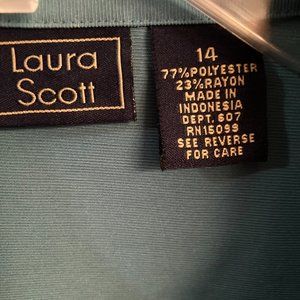 Laura
Scott
14
77%POLYESTER
23%RAYON
MADE IN
INDONESIA
DEPT. 607
RN15099
SEE REVERSE
FOR CARE